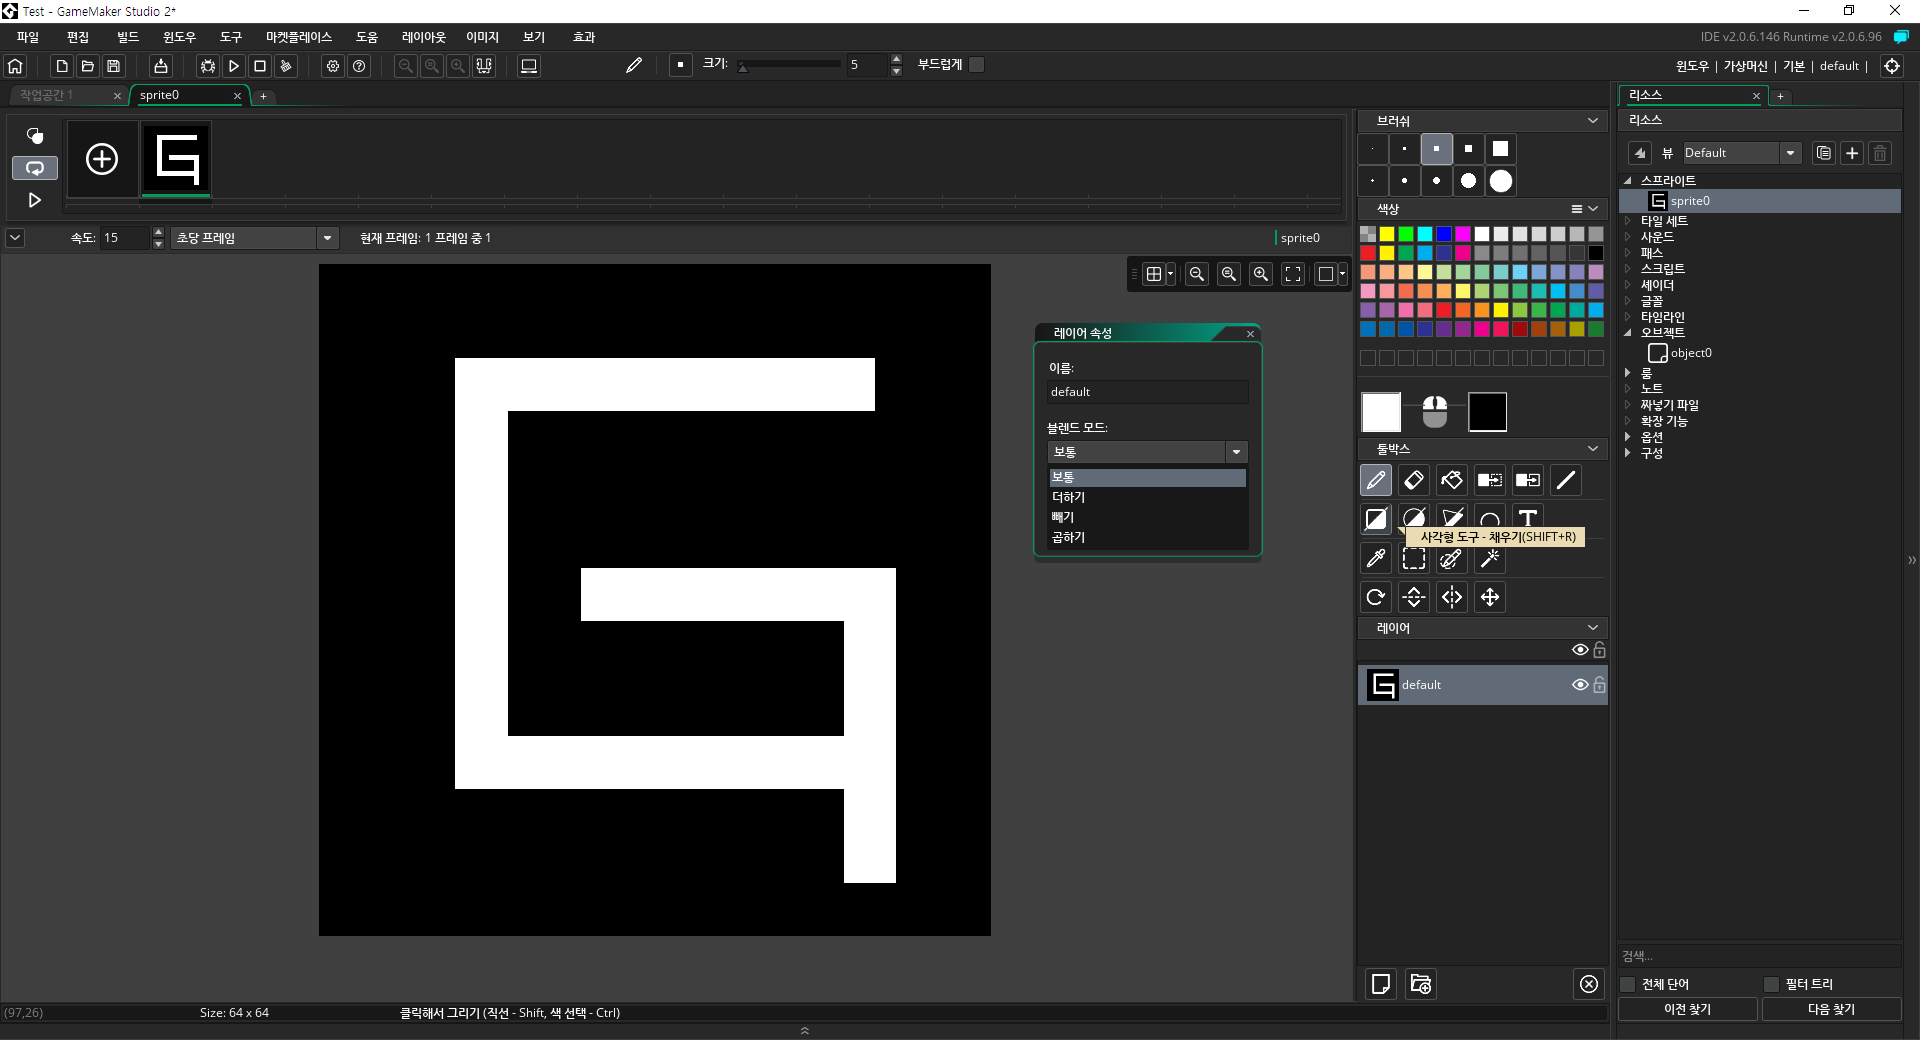 Test - GameMaker Studio 2*
파일 편집 빌드 윈도우 도구 마켓플레이스 도움 레이아웃 이미지 보기 효과
IDE v2.0.6.146 Runtime v2.0.6.96
크기: 5 부드럽게
윈도우 | 가상머신 | 기본 | default |
작업공간 1
sprite0
속도: 15 초당 프레임 현재 프레임: 1 프레임 중 1
sprite0
레이어 속성
이름:
default
블렌드 모드:
보통
보통
더하기
빼기
곱하기
브러쉬
색상
툴박스
T
사각형 도구 - 채우기(SHIFT+R)
레이어
default
리소스
리소스
뷰 Default
스프라이트
sprite0
타일 세트
사운드
패스
스크립트
셰이더
글꼴
타임라인
오브젝트
object0
룸
노트
짜넣기 파일
확장 기능
옵션
구성
검색...
전체 단어 필터 트리
이전 찾기 다음 찾기
(97,26) Size: 64 x 64 클릭해서 그리기 (직선 - Shift, 색 선택 - Ctrl)